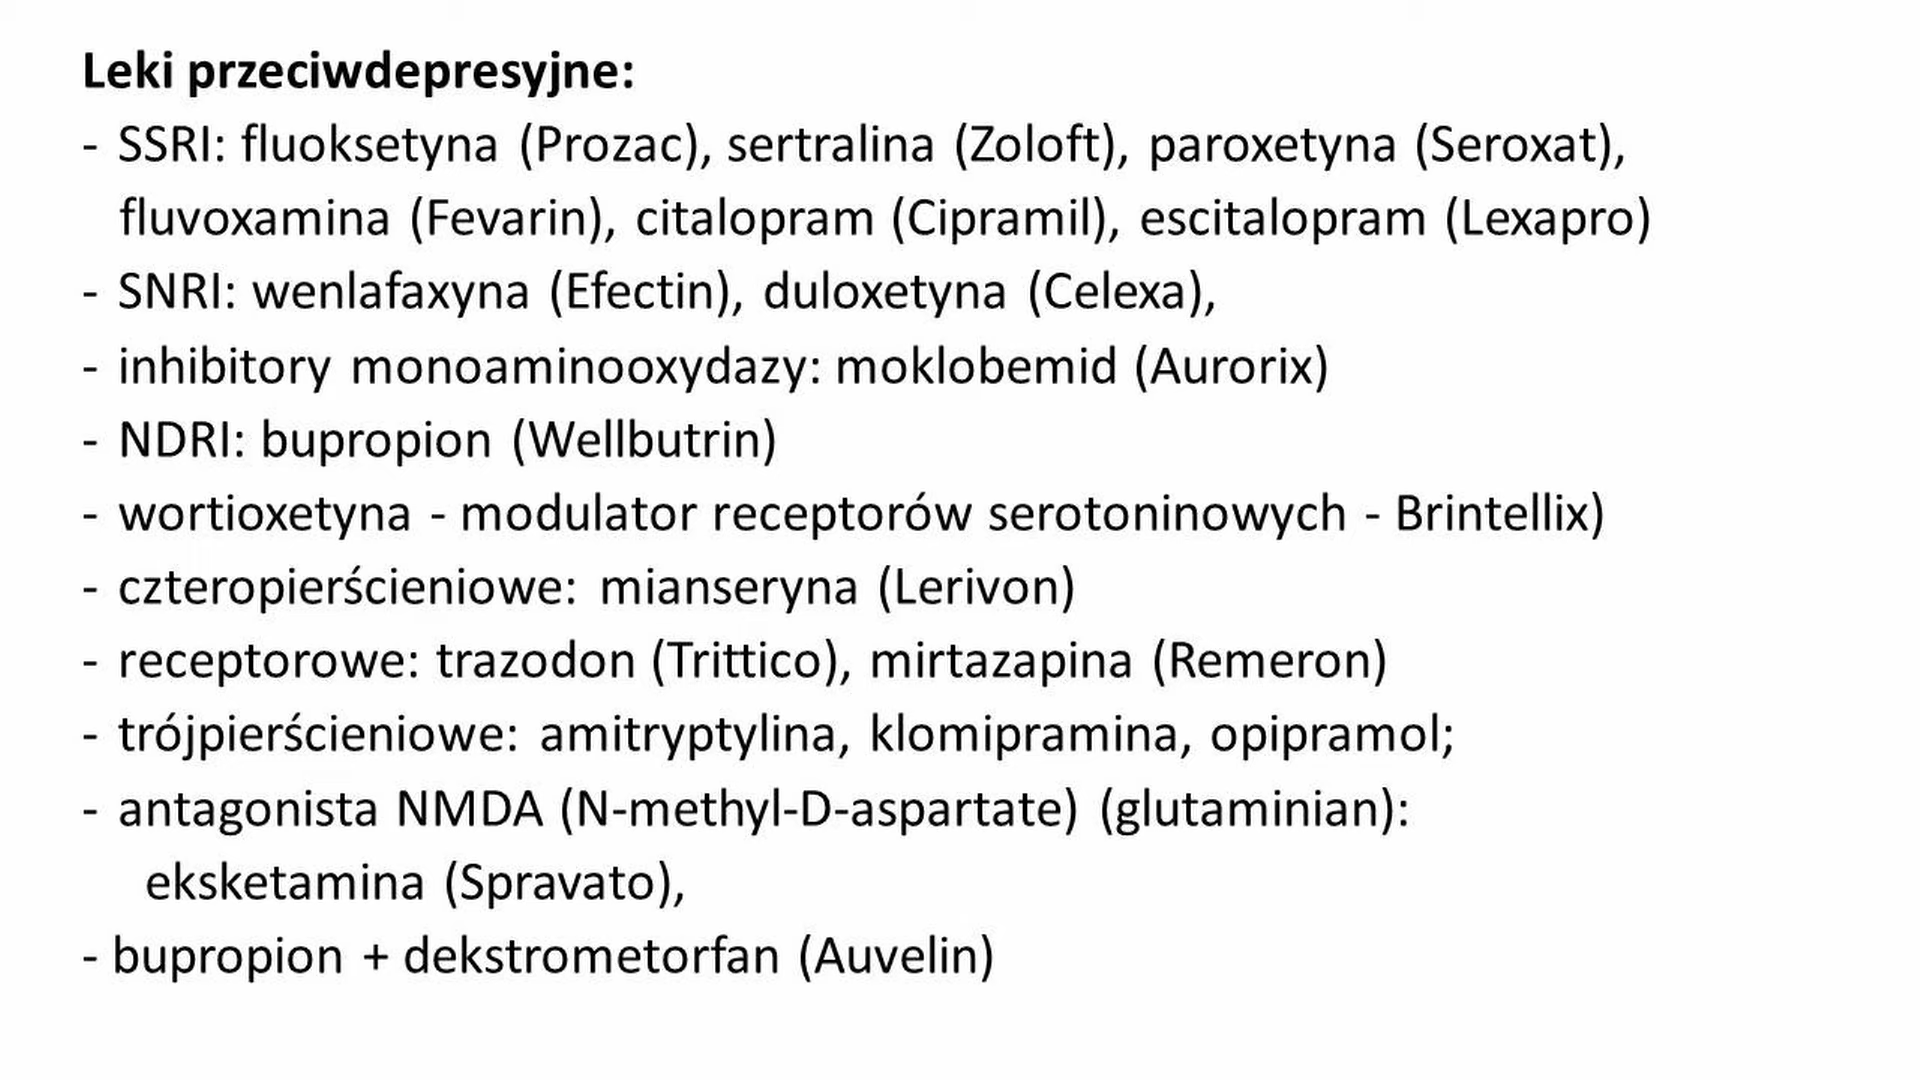 Leki przeciwdepresyjne:
- SSRI: fluoksetyna (Prozac), sertralina (Zoloft), paroxetyna (Seroxat),
fluvoxamina (Fevarin), citalopram (Cipramil), escitalopram (Lexapro)
- SNRI: wenlafaxyna (Efectin), duloxetyna (Celexa),
- inhibitory monoaminooxydazy: moklobemid (Aurorix)
- NDRI: bupropion (Wellbutrin)
- wortioxetyna - modulator receptorów serotoninowych - Brintellix)
- czteropierścieniowe: mianseryna (Lerivon)
- receptorowe: trazodon (Trittico), mirtazapina (Remeron)
- trójpierścieniowe: amitryptylina, klomipramina, opipramol;
- antagonista NMDA (N-methyl-D-aspartate) (glutaminian):
eksketamina (Spravato),
- bupropion + dekstrometorfan (Auvelin)